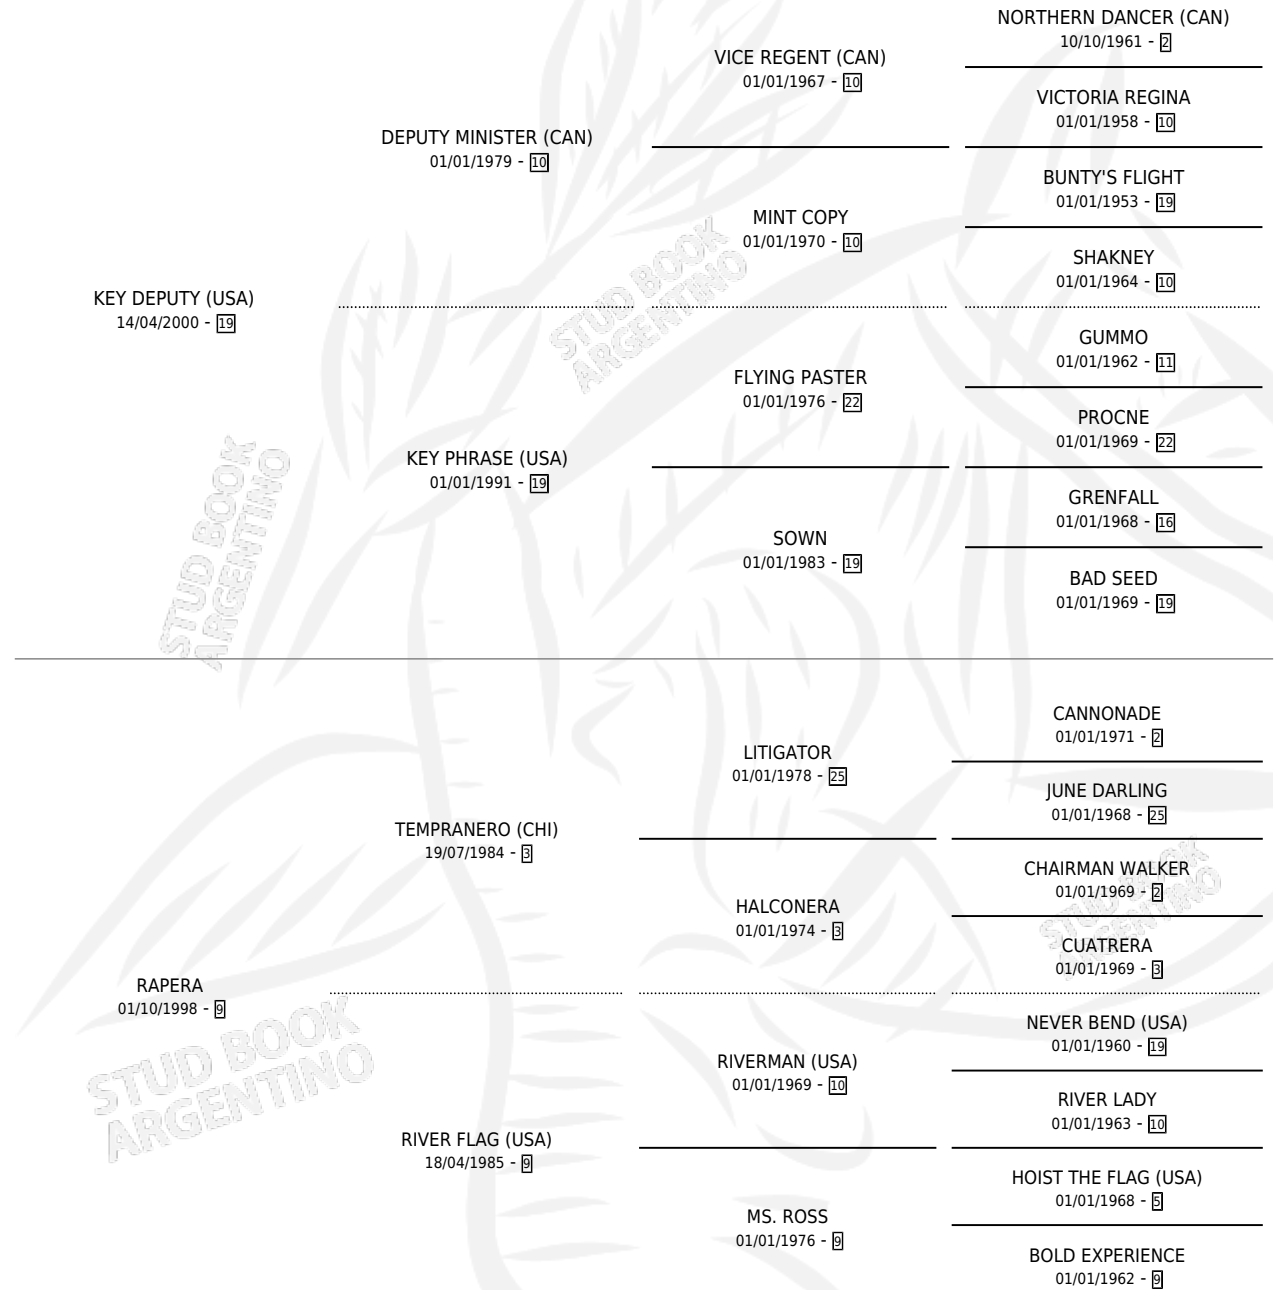 NORTHERN DANCER (CAN)
10/10/1961 - 2
VICE REGENT (CAN)
01/01/1967 - 10
VICTORIA REGINA
01/01/1958 - 10
DEPUTY MINISTER (CAN)
01/01/1979 - 10
BUNTY'S FLIGHT
01/01/1953 - 19
MINT COPY
01/01/1970 - 10
SHAKNEY
01/01/1964 - 10
KEY DEPUTY (USA)
14/04/2000 - 19
STUD BOOK
ARGENTINO
GUMMO
01/01/1962 - 11
FLYING PASTER
01/01/1976 - 22
PROCNE
01/01/1969 - 22
KEY PHRASE (USA)
01/01/1991 - 19
GRENFALL
01/01/1968 - 16
SOWN
01/01/1983 - 19
BAD SEED
01/01/1969 - 19
STUD BOOK
ARGENTINO
CANNONADE
01/01/1971 - 2
LITIGATOR
01/01/1978 - 25
JUNE DARLING
01/01/1968 - 25
TEMPRANERO (CHI)
19/07/1984 - 3
CHAIRMAN WALKER
01/01/1969 - 2
HALCONERA
01/01/1974 - 3
CUATRERA
01/01/1969 - 3
STUD BOOK
ARGENTINO
RAPERA
01/10/1998 - 9
NEVER BEND (USA)
01/01/1960 - 19
RIVERMAN (USA)
01/01/1969 - 10
RIVER LADY
01/01/1963 - 10
STUD BOOK
ARGENTINO
RIVER FLAG (USA)
18/04/1985 - 9
HOIST THE FLAG (USA)
01/01/1968 - 5
MS. ROSS
01/01/1976 - 9
BOLD EXPERIENCE
01/01/1962 - 9